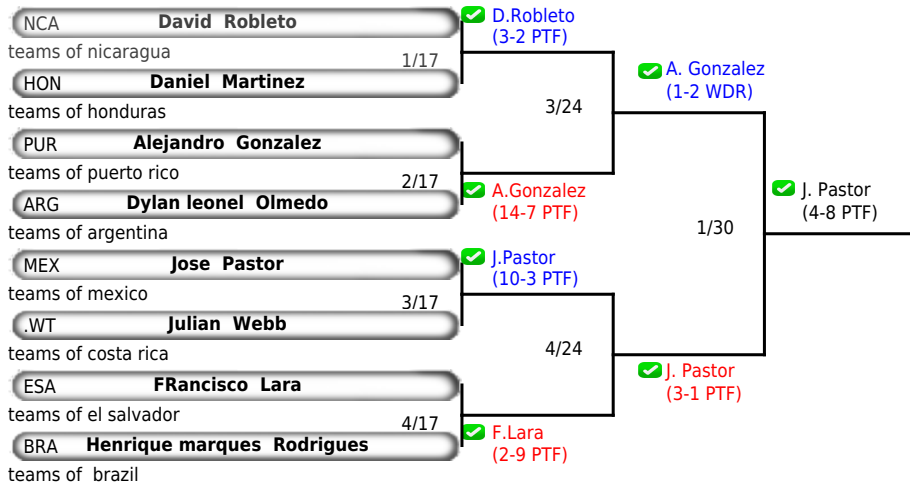 NCA David Robleto
teams of nicaragua
1/17
HON Daniel Martinez
teams of honduras
PUR Alejandro Gonzalez
teams of puerto rico
2/17
ARG Dylan leonel Olmedo
teams of argentina
MEX Jose Pastor
teams of mexico
3/17
.WT Julian Webb
teams of costa rica
ESA FRancisco Lara
teams of el salvador
4/17
BRA Henrique marques Rodrigues
teams of brazil
D.Robleto
(3-2 PTF)
3/24
A.Gonzalez
(14-7 PTF)
J.Pastor
(10-3 PTF)
4/24
F.Lara
(2-9 PTF)
A. Gonzalez
(1-2 WDR)
1/30
J. Pastor
(3-1 PTF)
J. Pastor
(4-8 PTF)